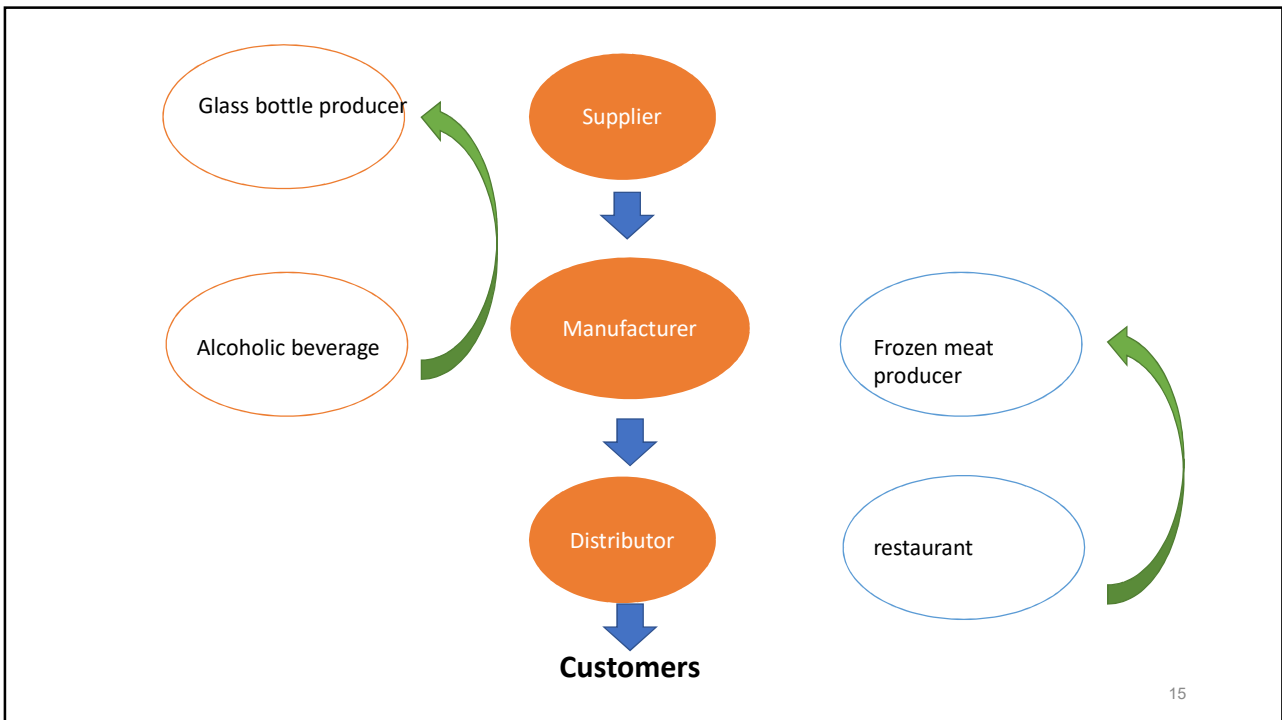 Glass bottle producer
Supplier
Alcoholic beverage
Manufacturer
Frozen meat
producer
Distributor
restaurant
Customers
15